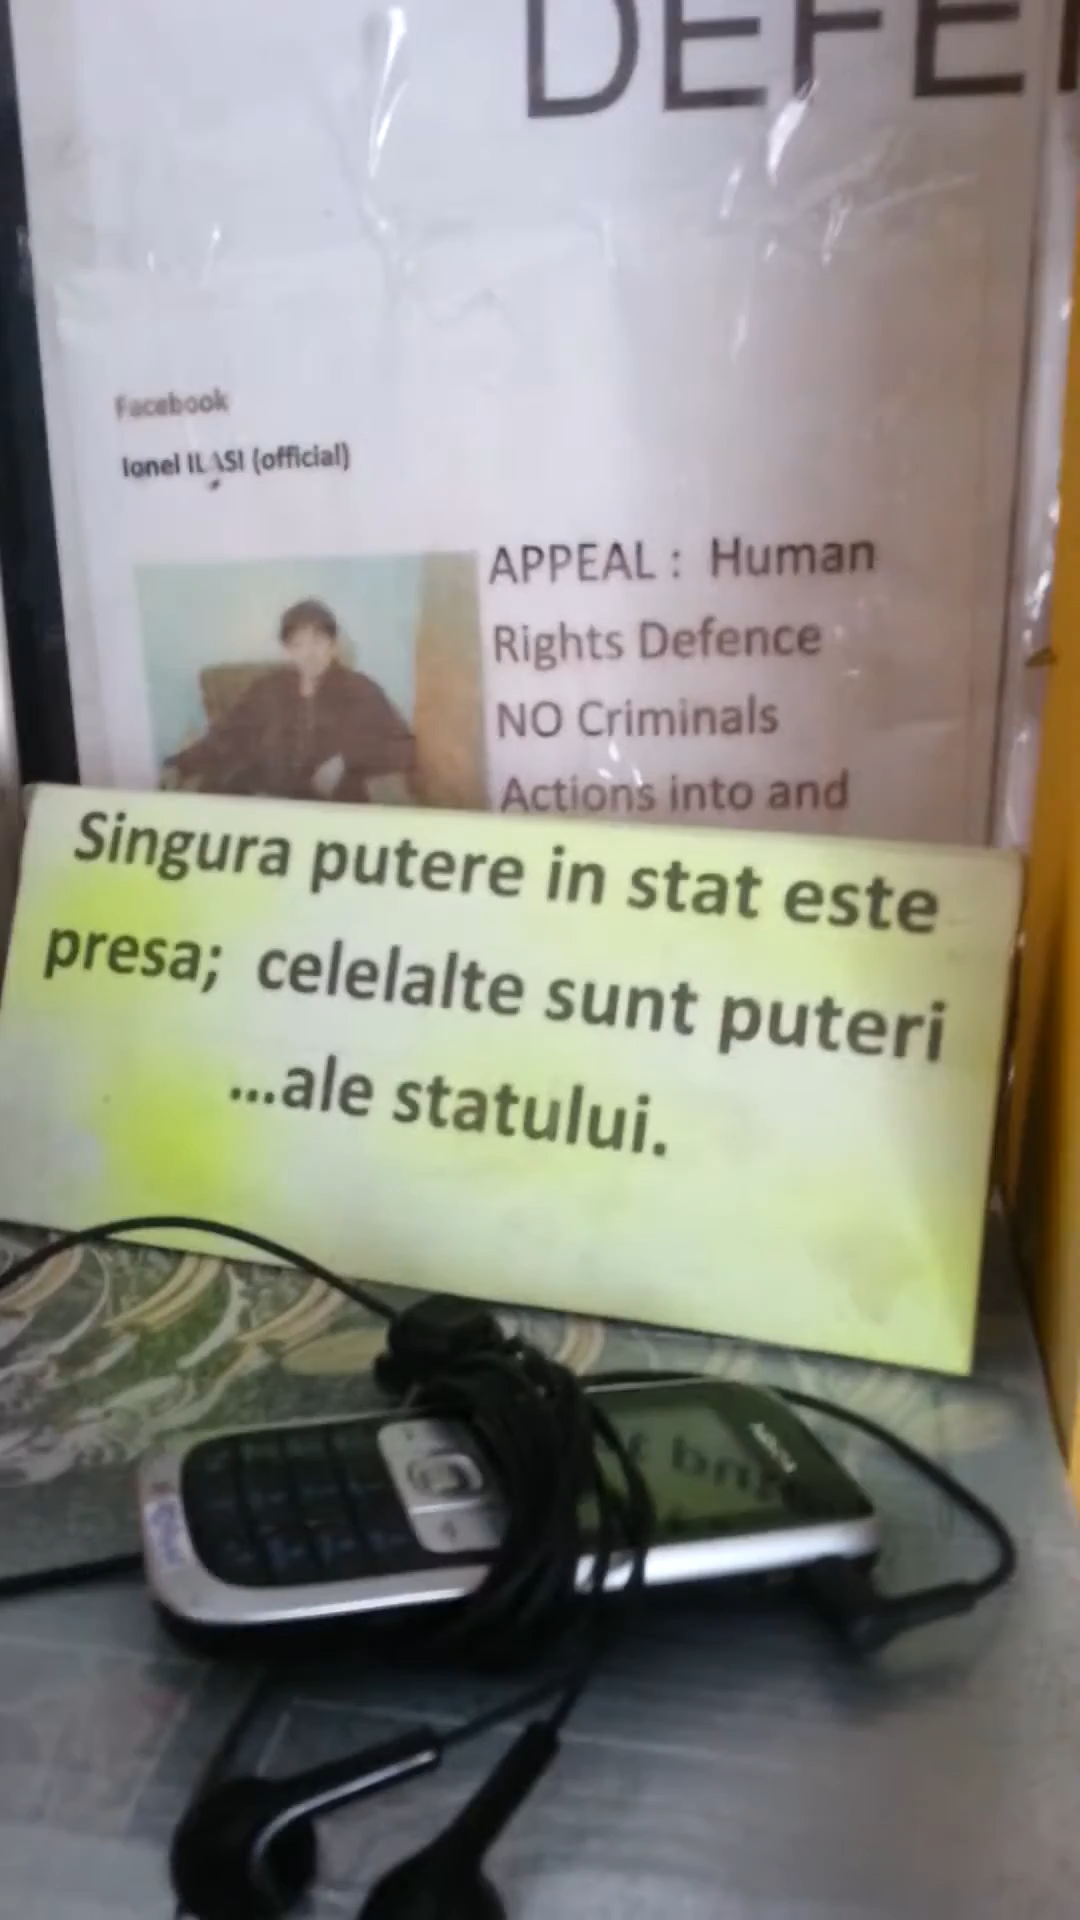 DEFE
Facebook
Ionel ILASI (official)
APPEAL : Human
Rights Defence
NO Criminals
Actions into and
Singura putere in stat este
presa; celelalte sunt puteri
...ale statului.